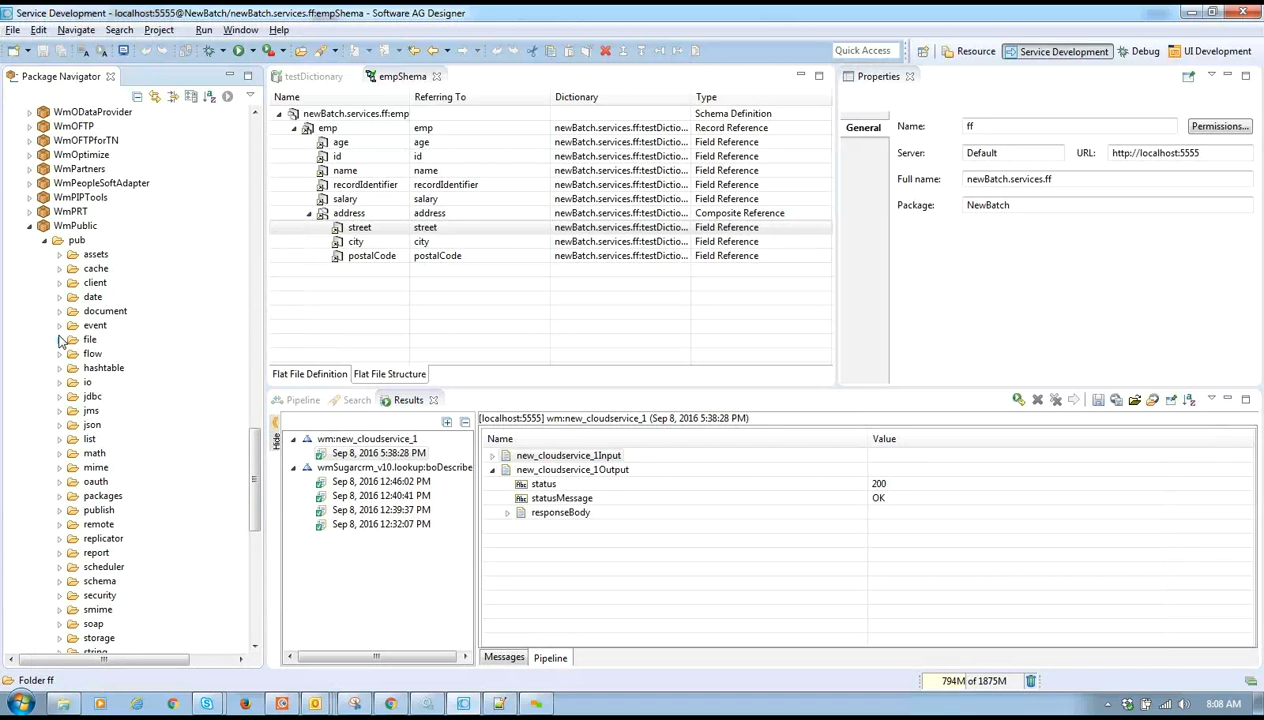 Service Development - localhost:5555@NewBatch/newBatch.services.ff:empShema - Software AG Designer
File Edit Navigate Search Project Run Window Help
Quick Access Resource Service Development Debug UI Development
Package Navigator
WmODataProvider
WmOFTP
WmOFTPforTN
WmOptimize
WmPartners
WmPeopleSoftAdapter
WmPIPTools
WmPRT
WmPublic
pub
assets
cache
client
date
document
event
file
flow
hashtable
io
jdbc
jms
json
list
math
mime
oauth
packages
publish
remote
replicator
report
scheduler
schema
security
smime
soap
storage
string
testDictionary empShema
Name Referring To Dictionary Type
newBatch.services.ff:emp Schema Definition
emp emp newBatch.services.ff:testDictio... Record Reference
age age newBatch.services.ff:testDictio... Field Reference
id id newBatch.services.ff:testDictio... Field Reference
name name newBatch.services.ff:testDictio... Field Reference
recordIdentifier recordIdentifier newBatch.services.ff:testDictio... Field Reference
salary salary newBatch.services.ff:testDictio... Field Reference
address address newBatch.services.ff:testDictio... Composite Reference
street street newBatch.services.ff:testDictio... Field Reference
city city newBatch.services.ff:testDictio... Field Reference
postalCode postalCode newBatch.services.ff:testDictio... Field Reference
Flat File Definition Flat File Structure
Properties
General
Name: ff Permissions...
Server: Default URL: http://localhost:5555
Full name: newBatch.services.ff
Package: NewBatch
Pipeline Search Results
Hide
wm:new_cloudservice_1
Sep 8, 2016 5:38:28 PM
wmSugarcrm_v10.lookup:boDescribe
Sep 8, 2016 12:46:02 PM
Sep 8, 2016 12:40:41 PM
Sep 8, 2016 12:39:37 PM
Sep 8, 2016 12:32:07 PM
[localhost:5555] wm:new_cloudservice_1 (Sep 8, 2016 5:38:28 PM)
Name Value
new_cloudservice_1Input
new_cloudservice_1Output
status 200
statusMessage OK
responseBody
Messages Pipeline
Folder ff
794M of 1875M
8:08 AM